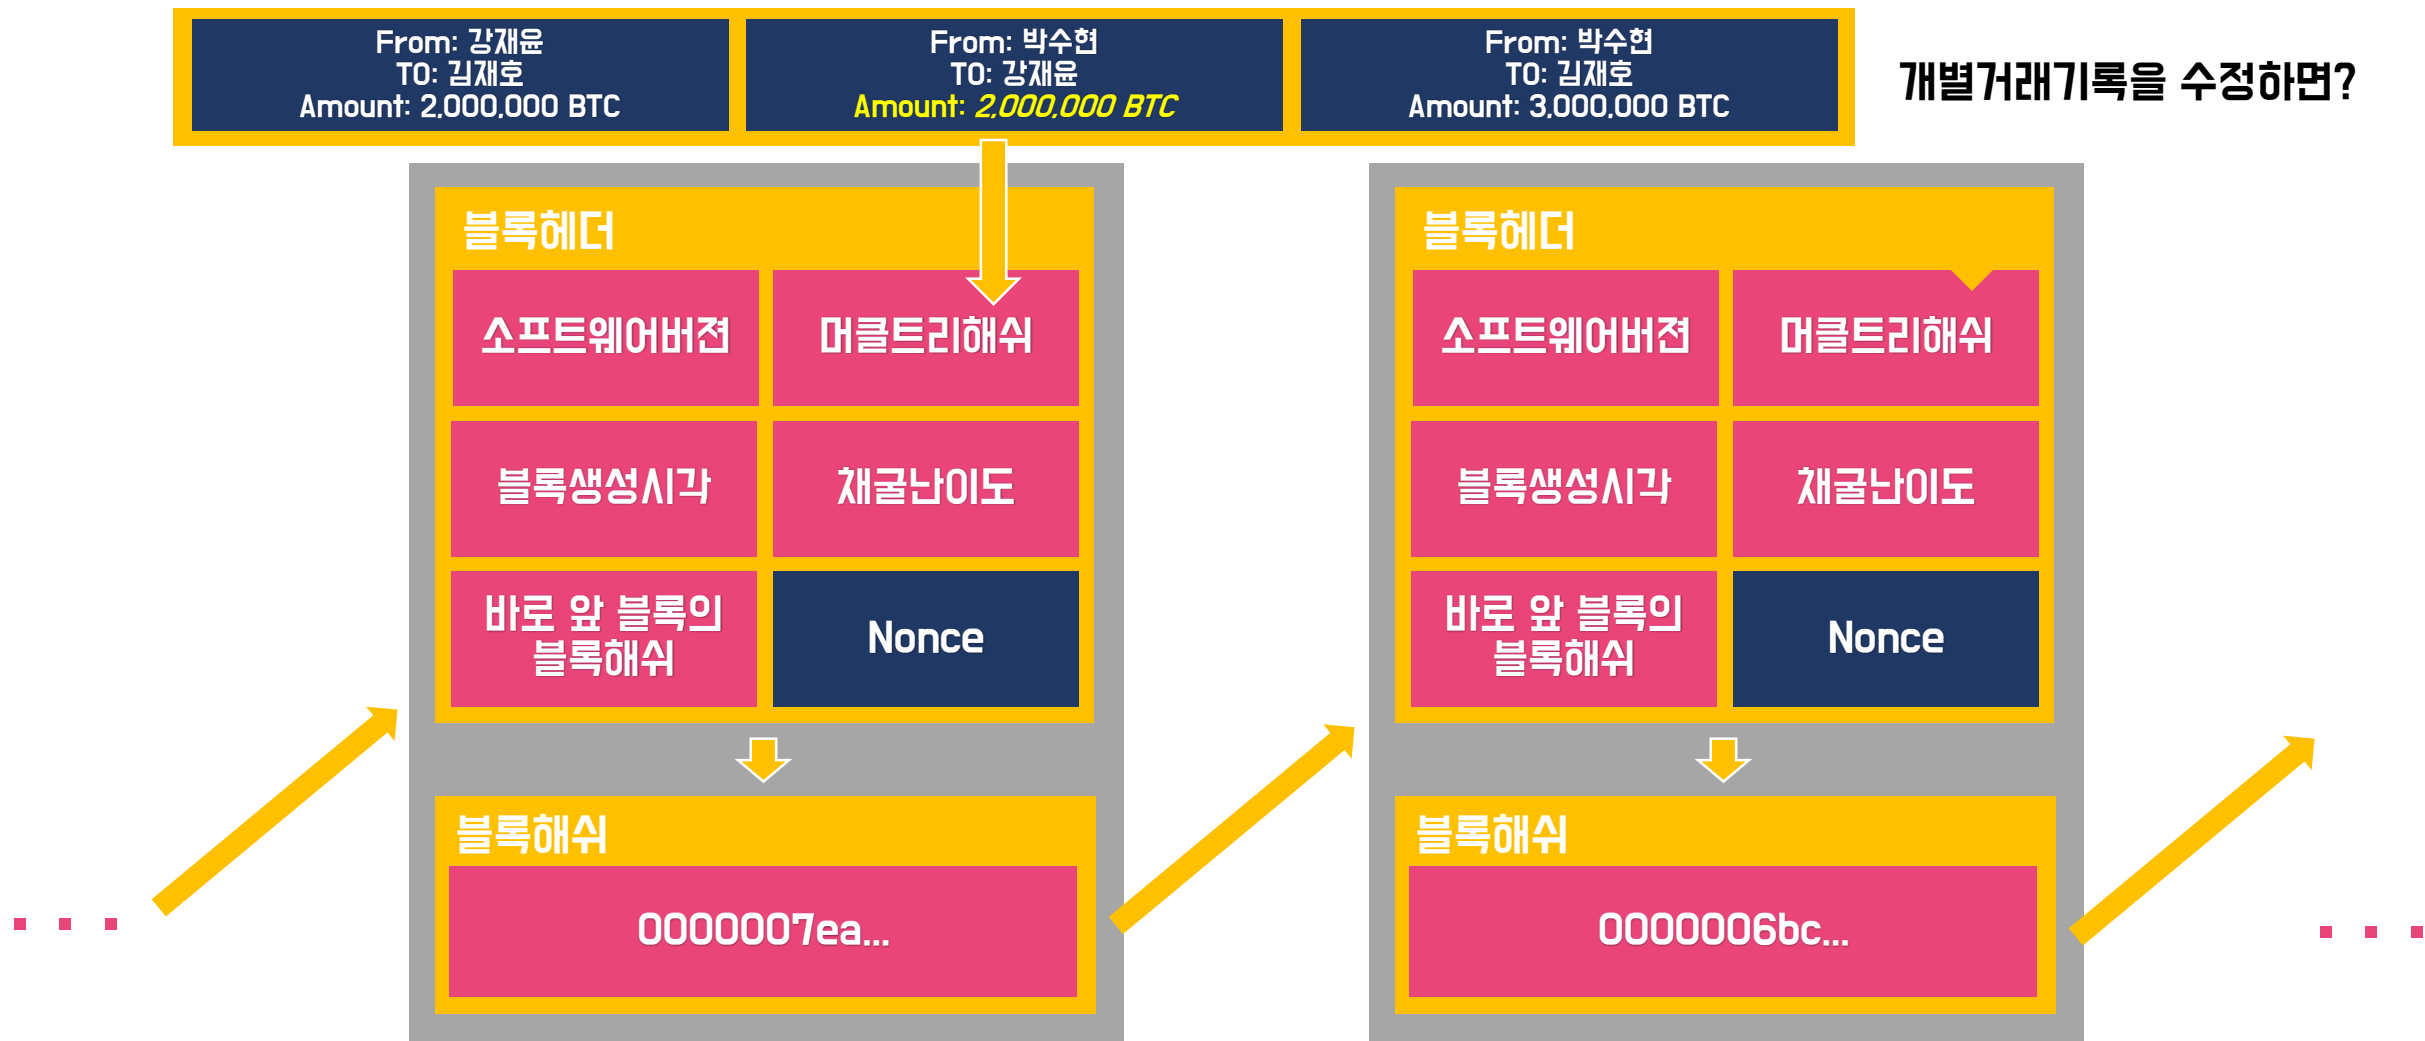 From: 강재윤
TO: 김재호
Amount: 2,000,000 BTC
From: 박수현
TO: 강재윤
Amount: 2,000,000 BTC
From: 박수현
TO: 김재호
Amount: 3,000,000 BTC
개별거래기록을 수정하면?
블록헤더
소프트웨어버젼
머클트리해쉬
블록생성시각
채굴난이도
바로 앞 블록의
블록해쉬
Nonce
블록해쉬
0000007ea...
블록헤더
소프트웨어버젼
머클트리해쉬
블록생성시각
채굴난이도
바로 앞 블록의
블록해쉬
Nonce
블록해쉬
0000006bc...